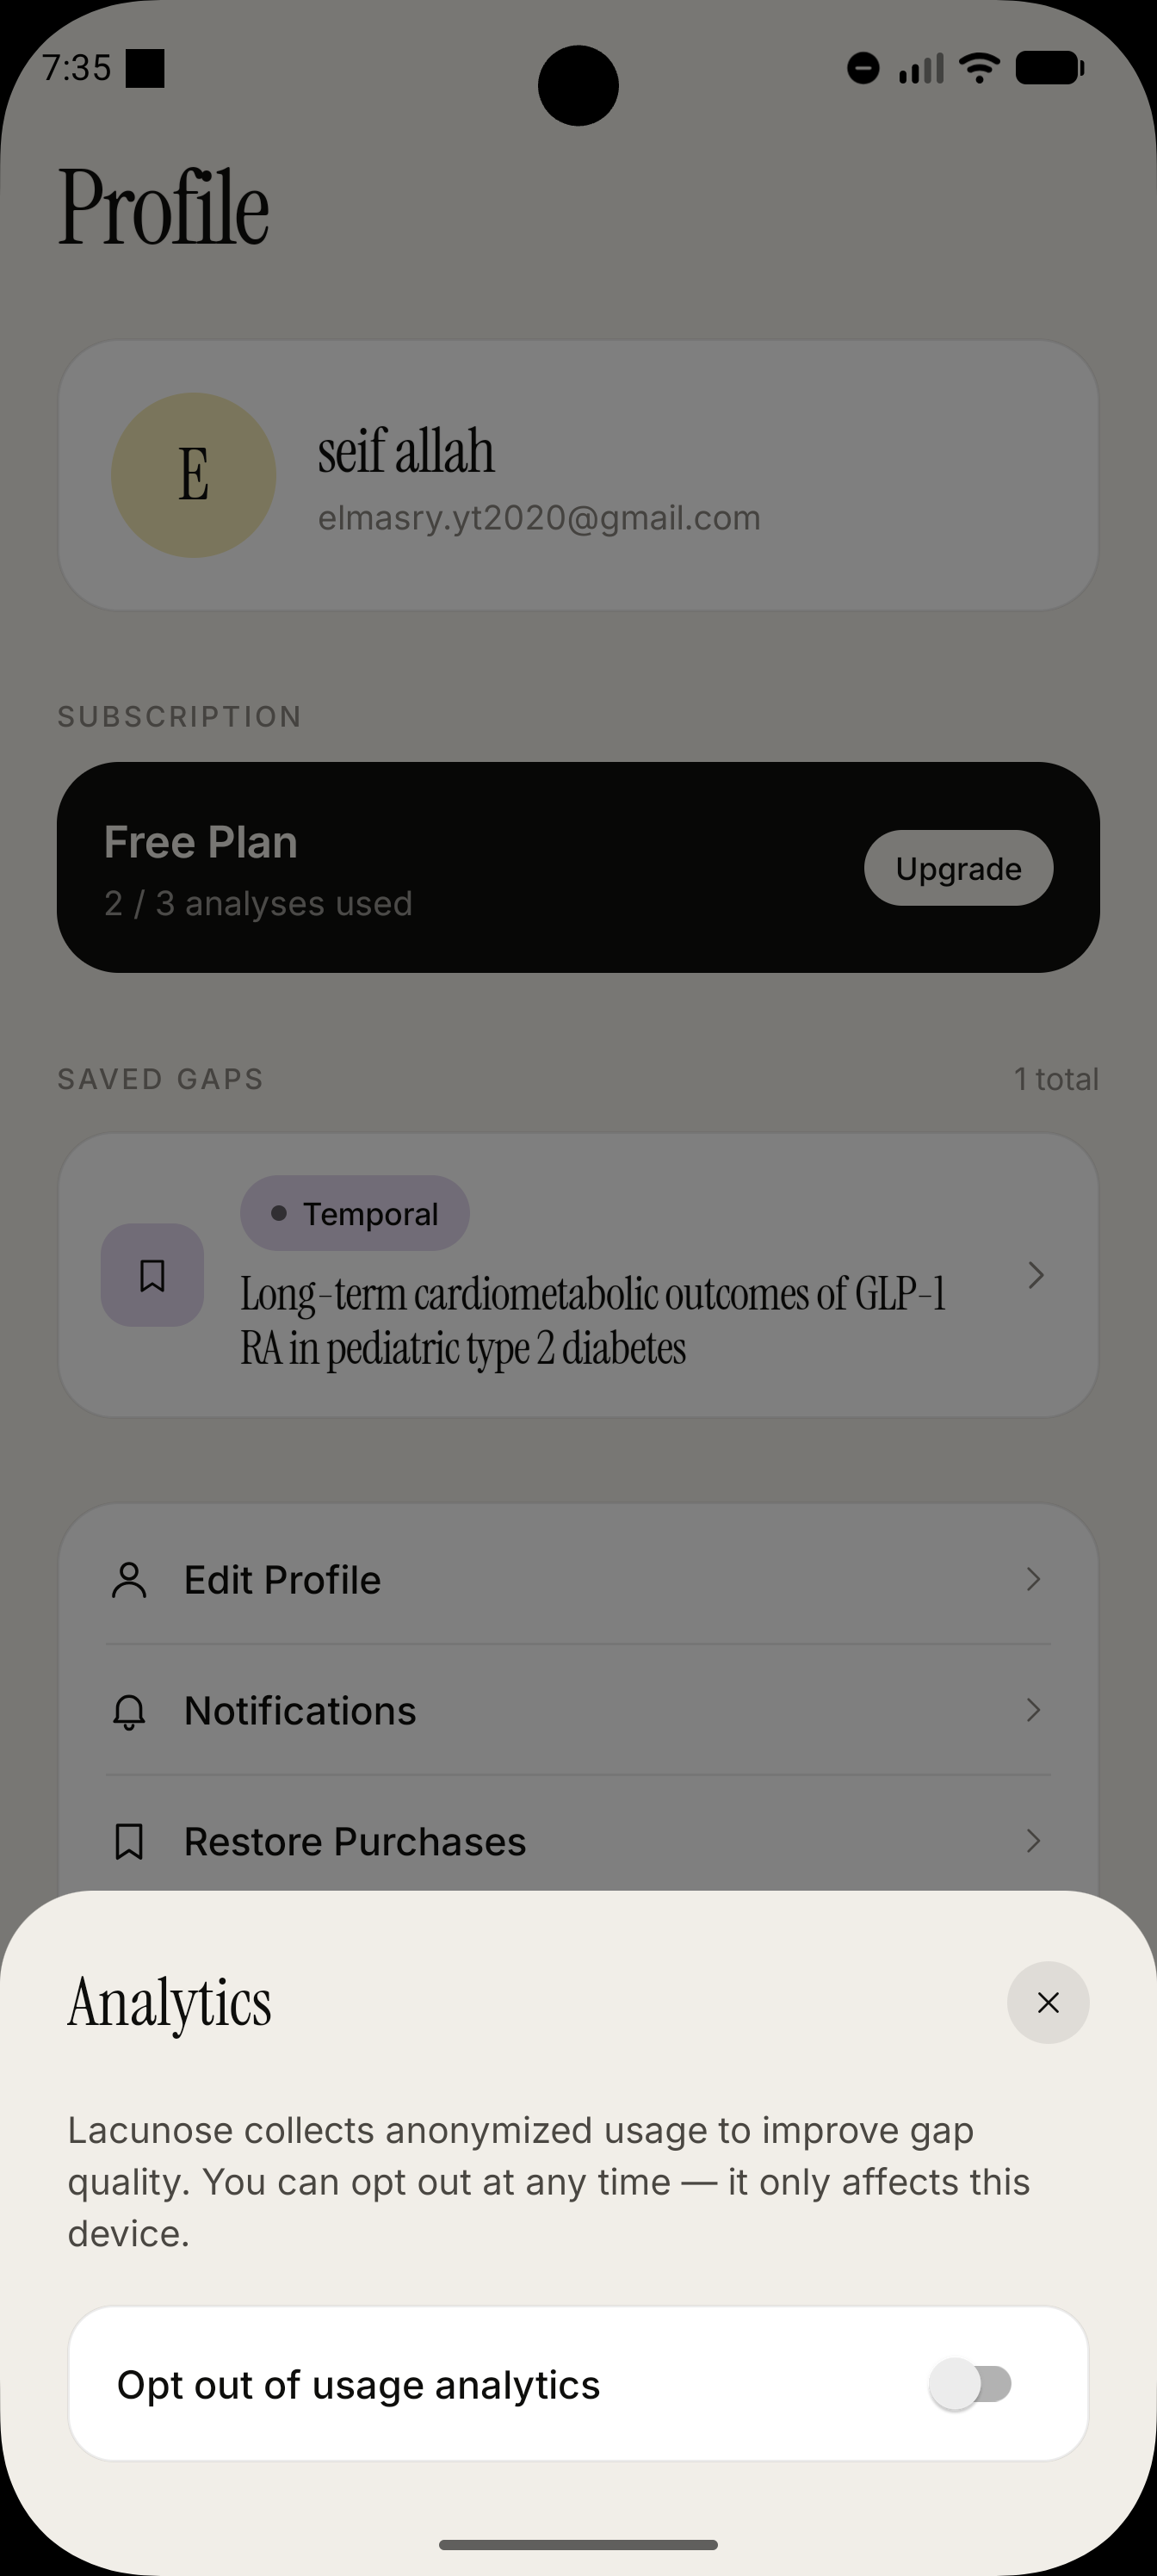 7:35
Profile
E
seif allah
elmasry.yt2020@gmail.com
SUBSCRIPTION
Free Plan
2 / 3 analyses used
Upgrade
SAVED GAPS
1 total
Temporal
Long-term cardiometabolic outcomes of GLP-1
RA in pediatric type 2 diabetes
Edit Profile
Notifications
Restore Purchases
Analytics
Lacunose collects anonymized usage to improve gap
quality. You can opt out at any time — it only affects this
device.
Opt out of usage analytics